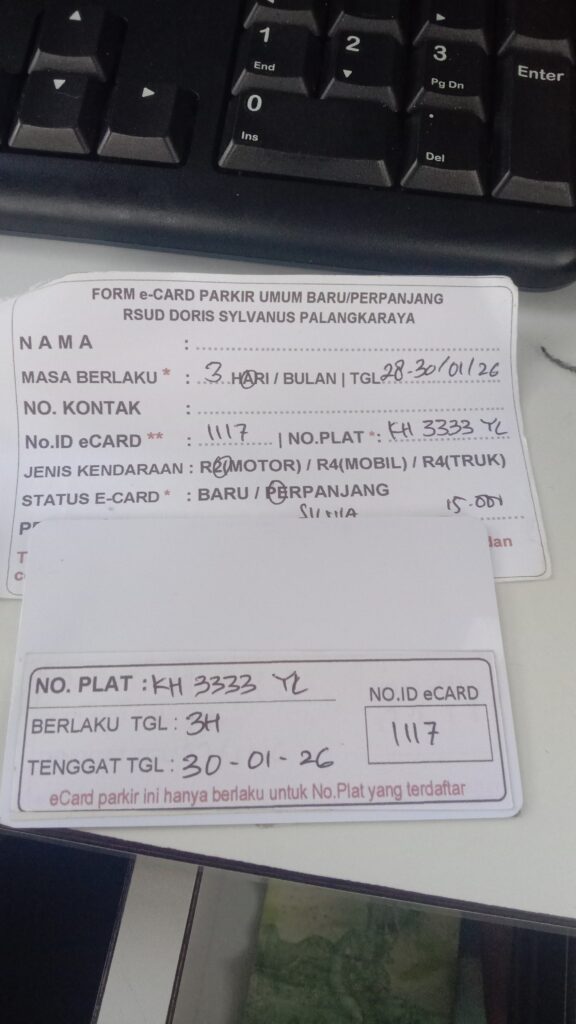 1
End
2
3
Pg Dn
Enter
0
Ins
.
Del
FORM e-CARD PARKIR UMUM BARU/PERPANJANG
RSUD DORIS SYLVANUS PALANGKARAYA
NAMA :
MASA BERLAKU * : 3 HARI / BULAN | TGL 28-30/01/26
NO. KONTAK :
No.ID eCARD ** : 1117 | NO.PLAT *: KH 3333 YL
JENIS KENDARAAN : R2(MOTOR) / R4(MOBIL) / R4(TRUK)
STATUS E-CARD * : BARU / PERPANJANG
15.000
NO. PLAT : KH 3333 YL
NO.ID eCARD
BERLAKU TGL : 3H
1117
TENGGAT TGL : 30-01-26
eCard parkir ini hanya berlaku untuk No.Plat yang terdaftar